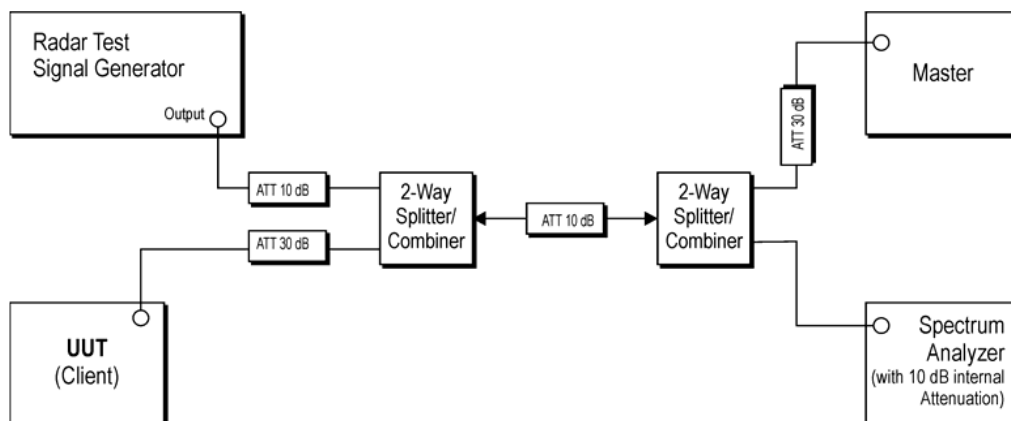 Radar Test
Signal Generator
Output
ATT 10 dB
2-Way
Splitter/
Combiner
ATT 30 dB
UUT
(Client)
ATT 10 dB
2-Way
Splitter/
Combiner
ATT 30 dB
Master
Spectrum
Analyzer
(with 10 dB internal
Attenuation)